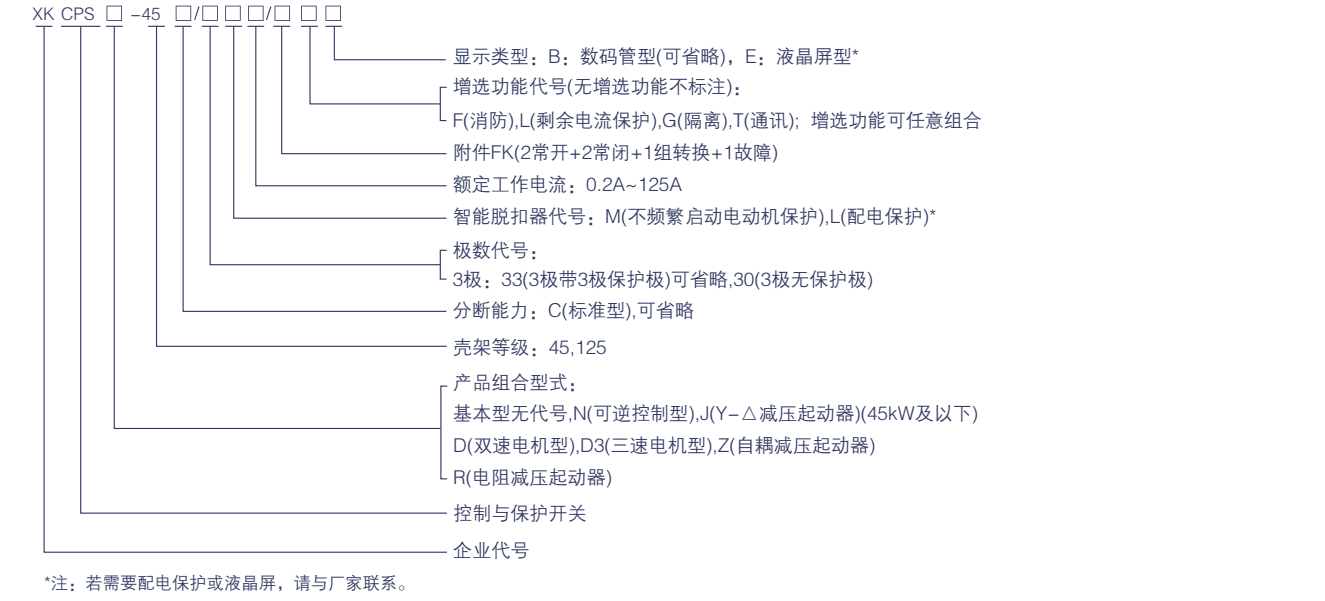 XK CPS □ -45 □/□ □ □/□ □ □
显示类型：B：数码管型(可省略)，E：液晶屏型*
增选功能代号(无增选功能不标注)：
F(消防),L(剩余电流保护),G(隔离),T(通讓); 增选功能可任意组合
附件FK(2常开+2常闭+1组转换+1故障)
额定工作电流：0.2A~125A
智能脱扣器代号：M(不频繁启动电动机保护),L(配电保护)*
极数代号：
3极：33(3极带3极保护极)可省略,30(3极无保护极)
分断能力：C(标准型),可省略
壳架等级：45,125
产品组合型式：
基本型无代号,N(可逆控制型),J(Y-△减压起动器)(45kW及以下)
D(双速电机型),D3(三速电机型),Z(自耦减压起动器)
R(电阻减压起动器)
控制与保护开关
企业代号
*注：若需要配电保护或液晶屏，请与厂家联系。